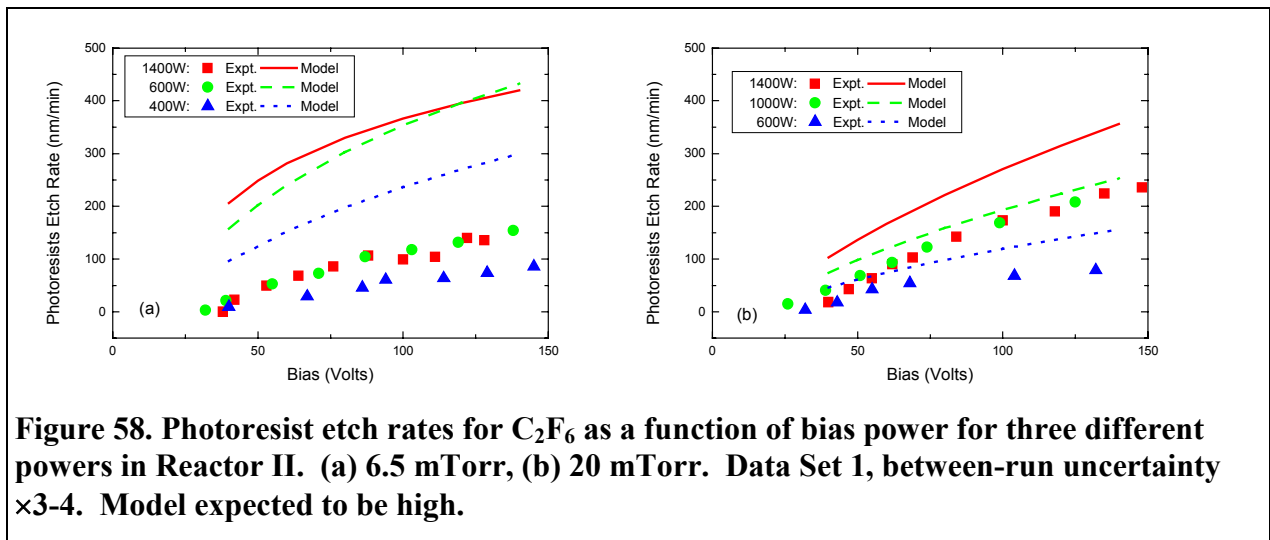 500
400
300
200
100
0
Photoresists Etch Rate (nm/min)
1400W: Expt. Model
600W: Expt. Model
400W: Expt. Model
(a)
0 50 100 150
Bias (Volts)
500
400
300
200
100
0
Photoresists Etch Rate (nm/min)
1400W: Expt. Model
1000W: Expt. Model
600W: Expt. Model
(b)
0 50 100 150
Bias (Volts)
Figure 58. Photoresist etch rates for C₂F₆ as a function of bias power for three different
powers in Reactor II. (a) 6.5 mTorr, (b) 20 mTorr. Data Set 1, between-run uncertainty
×3-4. Model expected to be high.